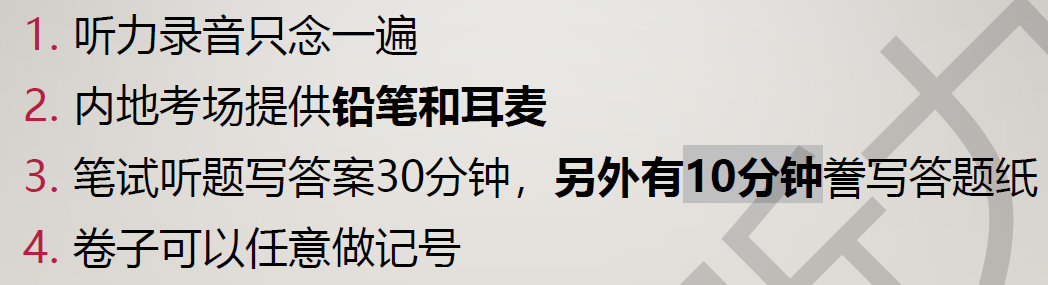 1. 听力录音只念一遍
2. 内地考场提供铅笔和耳麦
3. 笔试听题写答案30分钟，另外有10分钟誊写答题纸
4. 卷子可以任意做记号